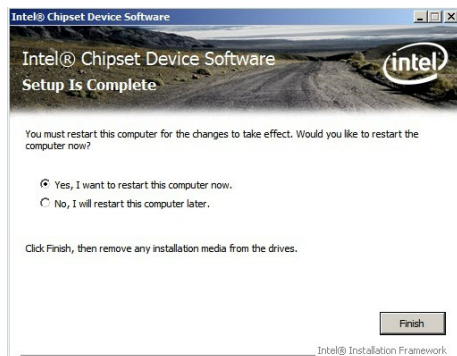 Intel® Chipset Device Software
Intel® Chipset Device Software
Setup Is Complete
intel®
You must restart this computer for the changes to take effect. Would you like to restart the
computer now?
Yes, I want to restart this computer now.
No, I will restart this computer later.
Click Finish, then remove any installation media from the drives.
Finish
Intel® Installation Framework